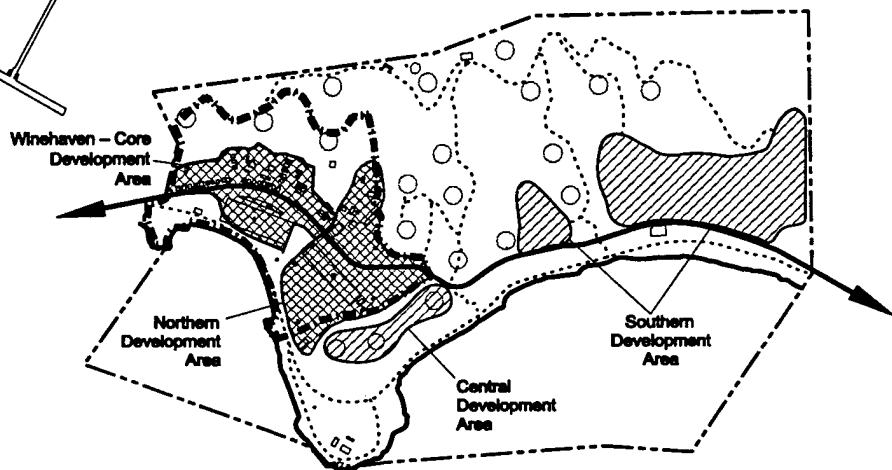 Winehaven – Core
Development
Area
Northern
Development
Area
Central
Development
Area
Southern
Development
Area